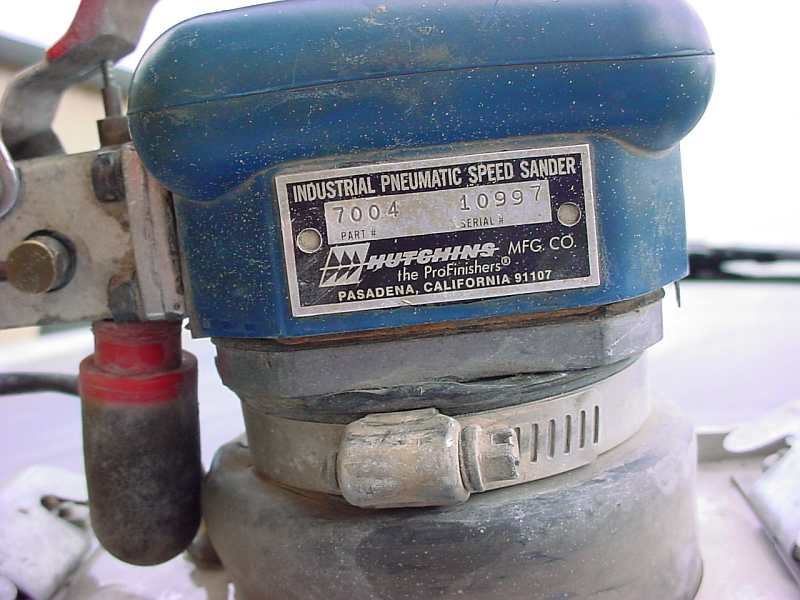 INDUSTRIAL PNEUMATIC SPEED SANDER
7004 10997
PART # SERIAL #
HUTCHINS MFG. CO.
the ProFinishers®
PASADENA, CALIFORNIA 91107